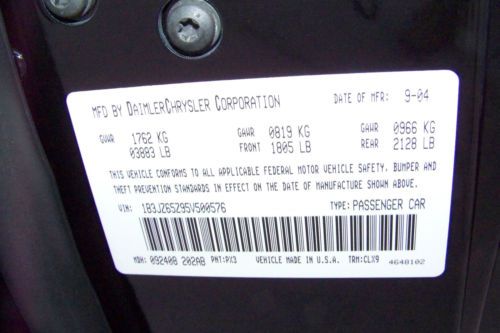 MFD BY DAIMLERCHRYSLER CORPORATION DATE OF MFR: 9-04
GVWR 1762 KG GAWR 0819 KG GAWR 0966 KG
03883 LB FRONT 1805 LB REAR 2128 LB
THIS VEHICLE CONFORMS TO ALL APPLICABLE FEDERAL MOTOR VEHICLE SAFETY, BUMPER AND
THEFT PREVENTION STANDARDS IN EFFECT ON THE DATE OF MANUFACTURE SHOWN ABOVE.
VIN: 1B3JZ65Z95V500576 TYPE: PASSENGER CAR
MDH: 092408 202AB PNT:PX3 VEHICLE MADE IN U.S.A. TRM:CLX9 4648102